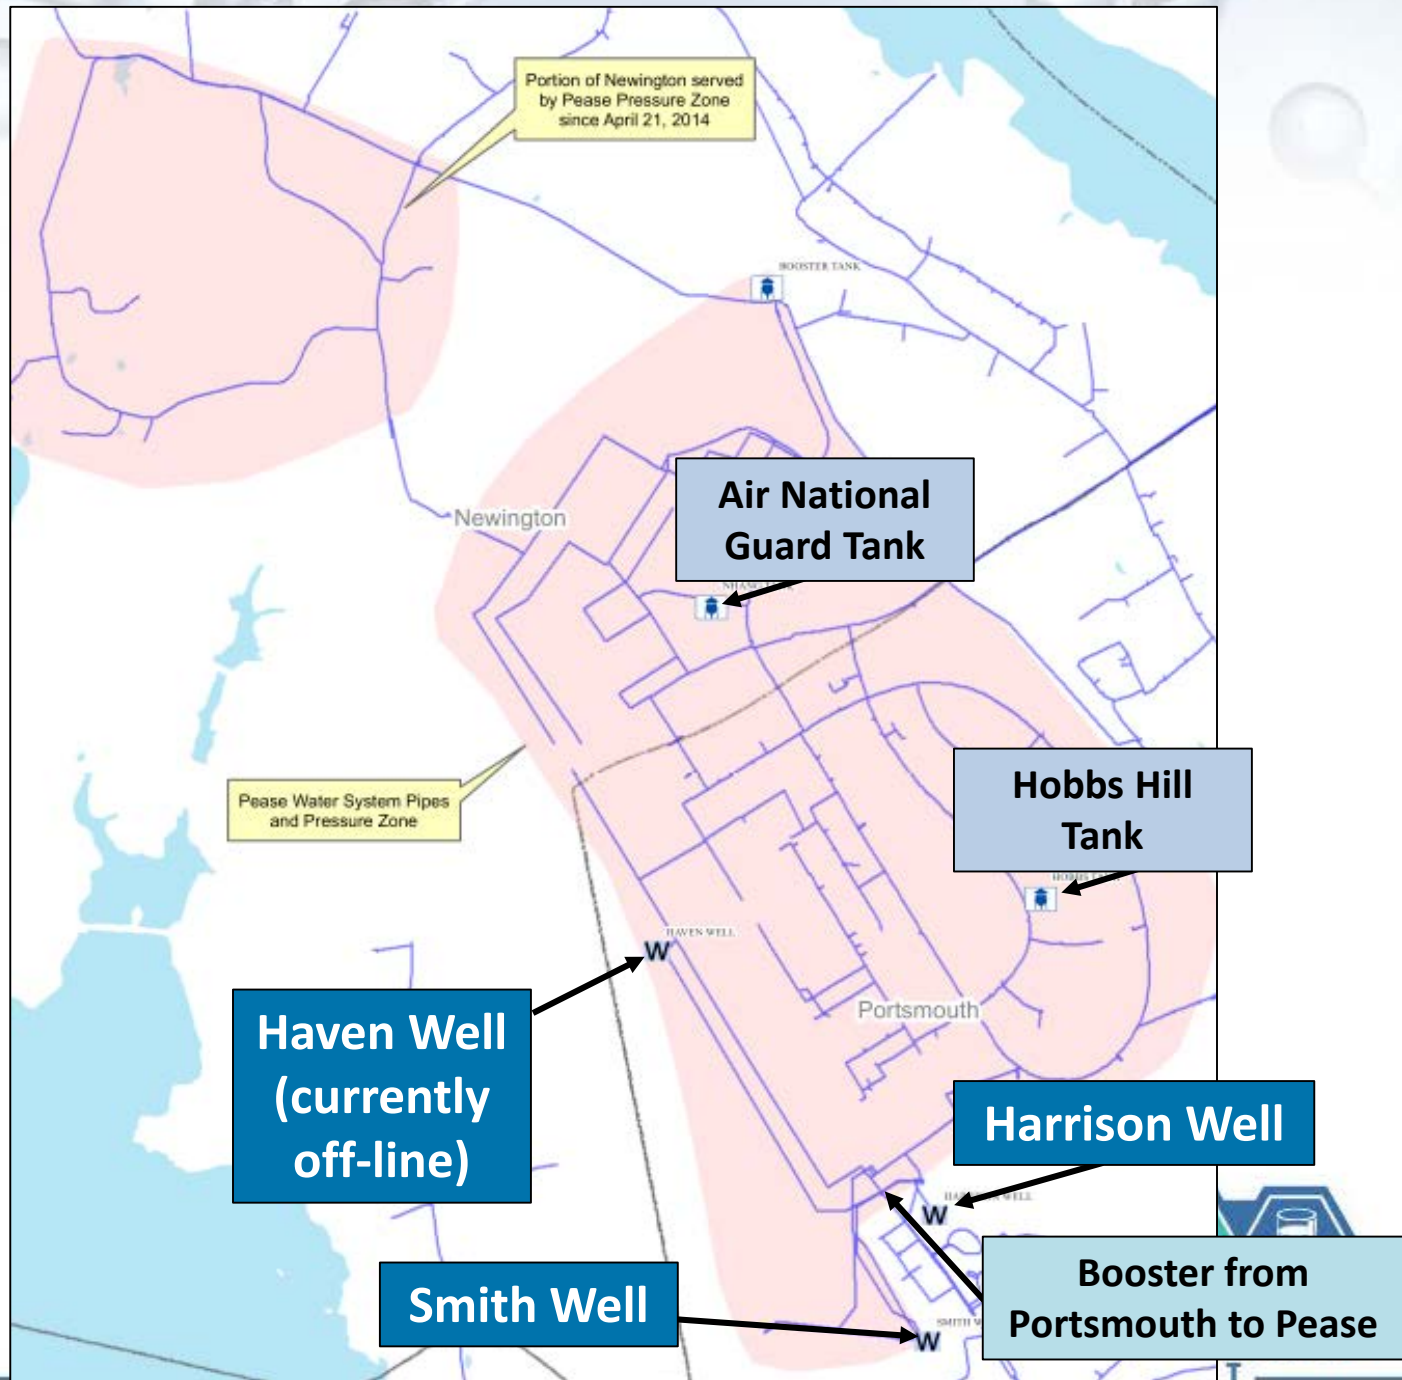 Portion of Newington served
by Pease Pressure Zone
since April 21, 2014
BOOSTER TANK
Air National
Guard Tank
Newington
Pease Water System Pipes
and Pressure Zone
Hobbs Hill
Tank
HAVEN WELL
Haven Well
(currently
off-line)
Portsmouth
Harrison Well
WELL
W
W
Booster from
Portsmouth to Pease
Smith Well
SMITH
W